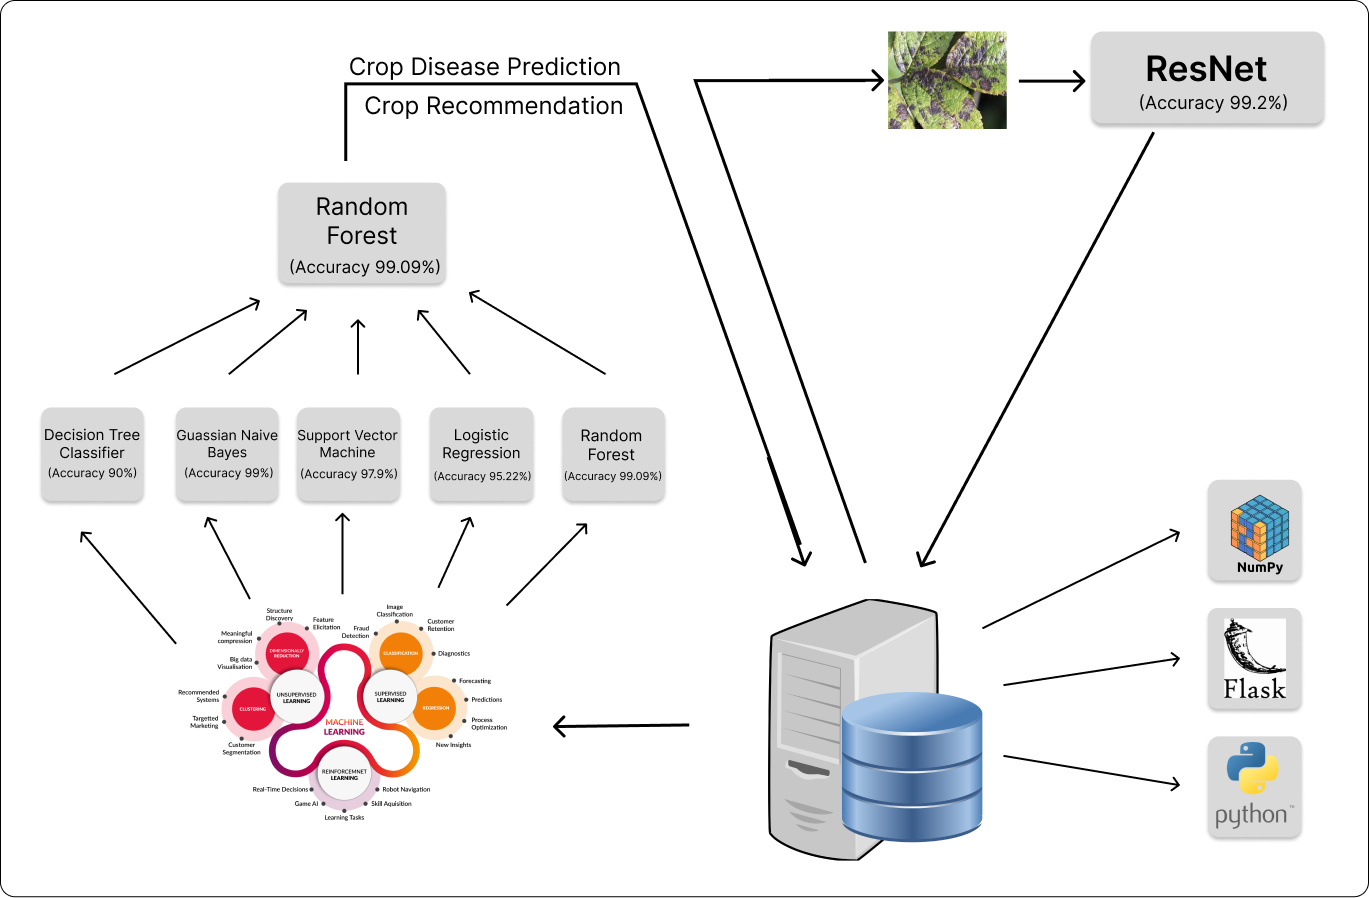 Crop Disease Prediction
Crop Recommendation
ResNet
(Accuracy 99.2%)
Random
Forest
(Accuracy 99.09%)
Decision Tree
Classifier
(Accuracy 90%)
Guassian Naive
Bayes
(Accuracy 99%)
Support Vector
Machine
(Accuracy 97.9%)
Logistic
Regression
(Accuracy 95.22%)
Random
Forest
(Accuracy 99.09%)
Structure
Discovery
Feature
Elicitation
Meaningful
compression
Big data
Visualisation
DIMENSIONALLY
REDUCTION
Recommended
Systems
Targetted
Marketing
Customer
Segmentation
CLUSTERING
UNSUPERVISED
LEARNING
Image
Classification
Fraud
Detection
Customer
Retention
Diagnostics
CLASSIFICATION
SUPERVISED
LEARNING
Forecasting
Predictions
Process
Optimization
New Insights
REGRESSION
MACHINE
LEARNING
REINFORCEMNET
LEARNING
Real-Time Decisions
Game AI
Learning Tasks
Robot Navigation
Skill Aquisition
NumPy
Flask
python™